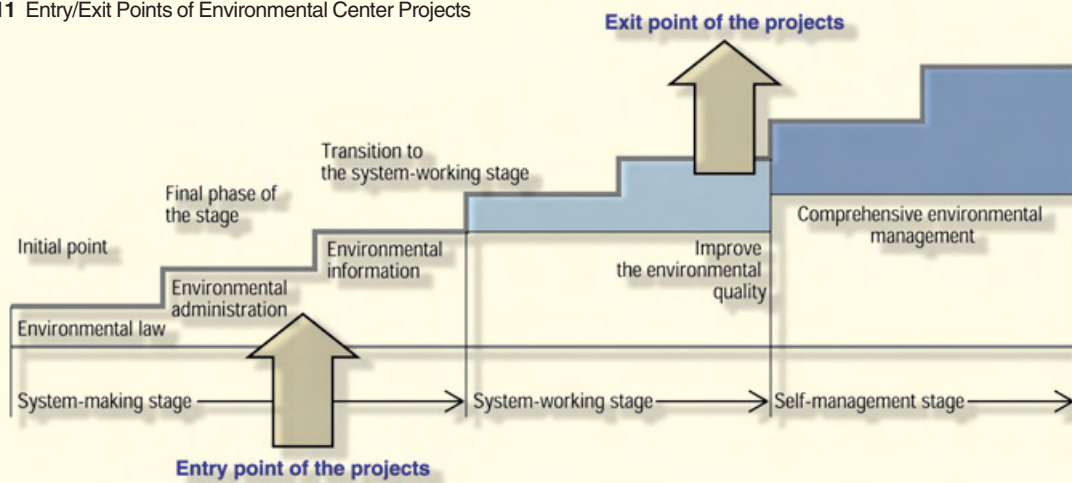 11 Entry/Exit Points of Environmental Center Projects
Exit point of the projects
Transition to
the system-working stage
Final phase of
the stage
Initial point
Environmental
information
Environmental
administration
Environmental law
Improve
the environmental
quality
Comprehensive environmental
management
System-making stage
System-working stage
Self-management stage
Entry point of the projects